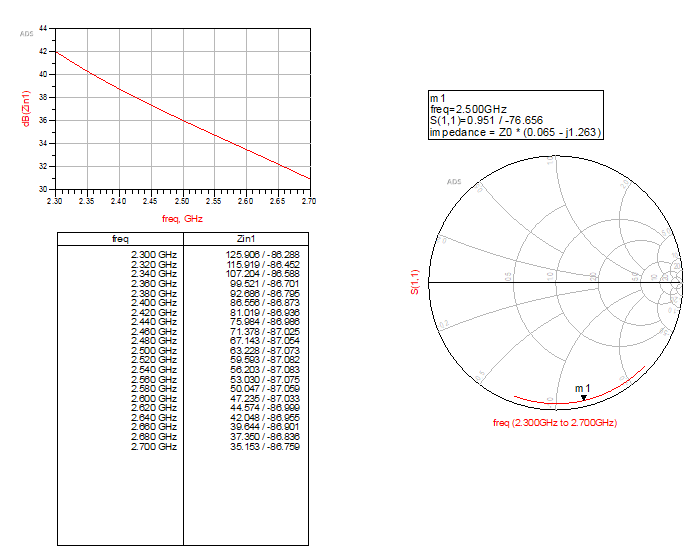 ADS
44
42
40
38
36
34
32
30
dB(Zin1)
2.30 2.35 2.40 2.45 2.50 2.55 2.60 2.65 2.70
freq, GHz
m1
freq=2.500GHz
S(1,1)=0.951 / -76.656
impedance = Z0 * (0.065 - j1.263)
ADS
S(1,1)
m1
freq (2.300GHz to 2.700GHz)
freq Zin1
2.300 GHz 125.906 / -86.288
2.320 GHz 115.919 / -86.452
2.340 GHz 107.204 / -86.588
2.360 GHz 99.521 / -86.701
2.380 GHz 92.686 / -86.795
2.400 GHz 86.556 / -86.873
2.420 GHz 81.019 / -86.936
2.440 GHz 75.984 / -86.986
2.460 GHz 71.378 / -87.025
2.480 GHz 67.143 / -87.054
2.500 GHz 63.228 / -87.073
2.520 GHz 59.593 / -87.082
2.540 GHz 56.203 / -87.083
2.560 GHz 53.030 / -87.075
2.580 GHz 50.047 / -87.059
2.600 GHz 47.235 / -87.033
2.620 GHz 44.574 / -86.999
2.640 GHz 42.048 / -86.955
2.660 GHz 39.644 / -86.901
2.680 GHz 37.350 / -86.836
2.700 GHz 35.153 / -86.759